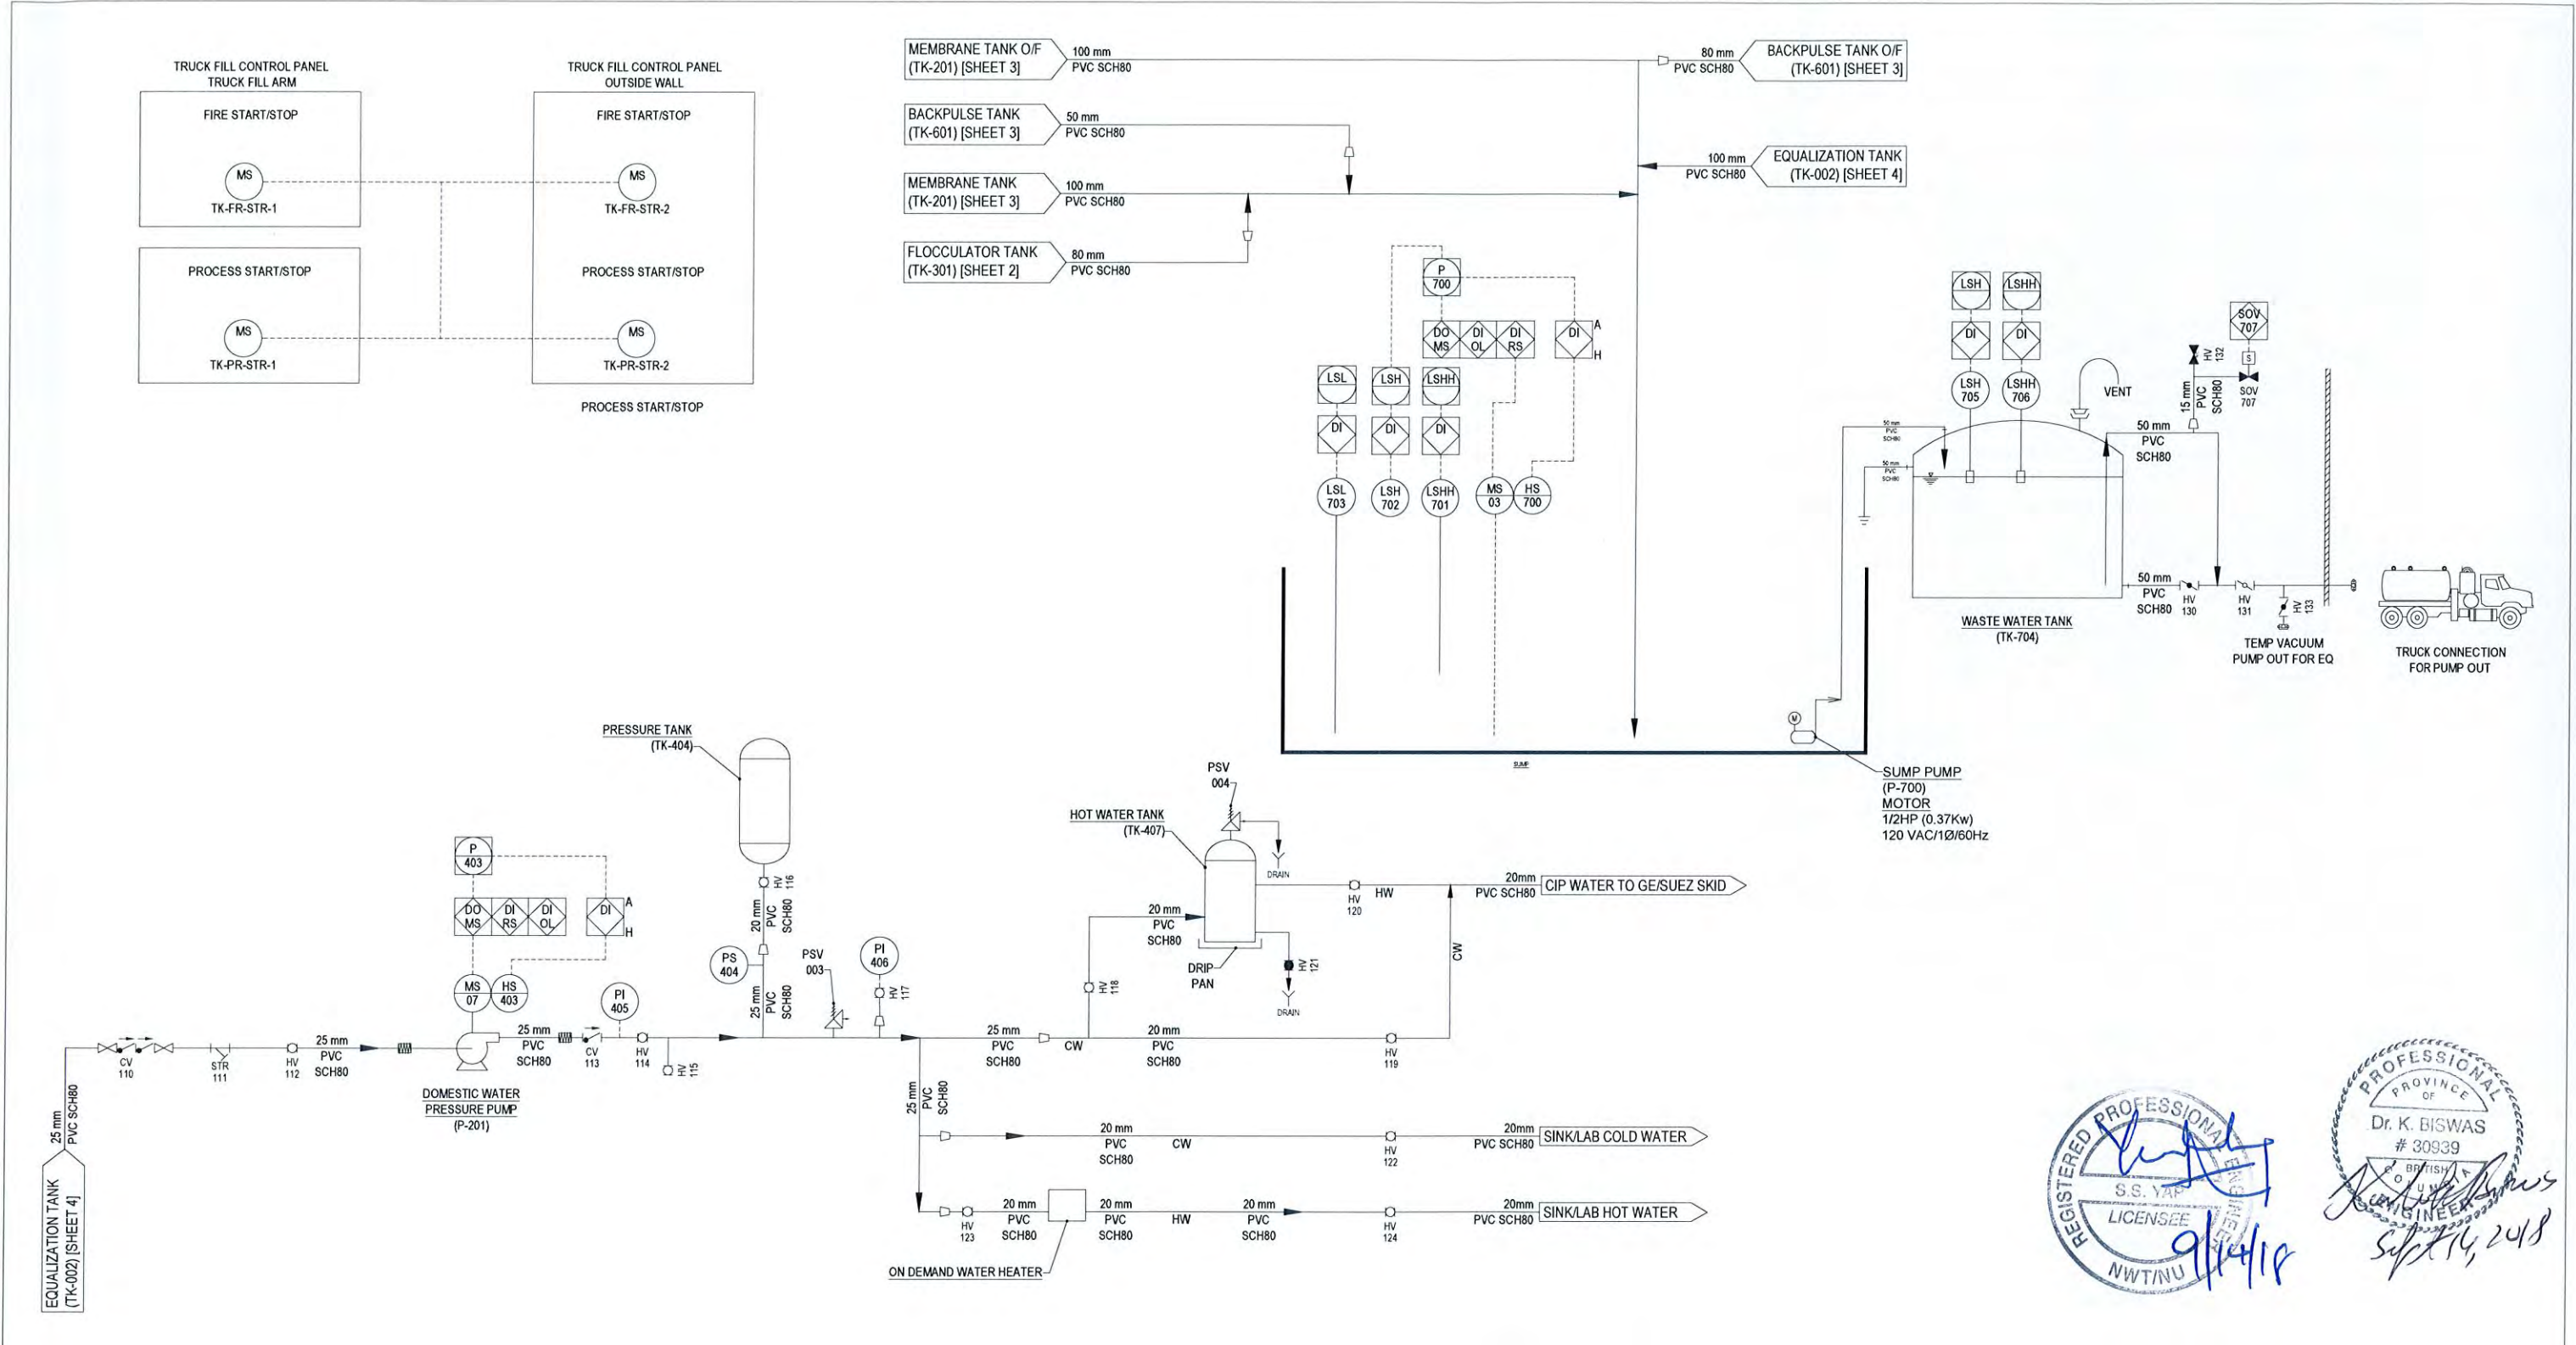 TRUCK FILL CONTROL PANEL
TRUCK FILL ARM
FIRE START/STOP
MS
TK-FR-STR-1
PROCESS START/STOP
MS
TK-PR-STR-1
TRUCK FILL CONTROL PANEL
OUTSIDE WALL
FIRE START/STOP
MS
TK-FR-STR-2
PROCESS START/STOP
MS
TK-PR-STR-2
PROCESS START/STOP
MEMBRANE TANK O/F
(TK-201) [SHEET 3]
100 mm
PVC SCH80
80 mm
PVC SCH80
BACKPULSE TANK O/F
(TK-601) [SHEET 3]
BACKPULSE TANK
(TK-601) [SHEET 3]
50 mm
PVC SCH80
100 mm
PVC SCH80
EQUALIZATION TANK
(TK-002) [SHEET 4]
MEMBRANE TANK
(TK-201) [SHEET 3]
100 mm
PVC SCH80
FLOCCULATOR TANK
(TK-301) [SHEET 2]
80 mm
PVC SCH80
P
700
DO
MS
DI
OL
DI
RS
DI
A
H
LSL
LSH
LSHH
DI
DI
DI
LSL
703
LSH
702
LSHH
701
MS
03
HS
700
SUMP
M
SUMP PUMP
(P-700)
MOTOR
1/2HP (0.37Kw)
120 VAC/1Ø/60Hz
LSH
LSHH
DI
DI
LSH
705
LSHH
706
VENT
50 mm
PVC
SCH80
50 mm
PVC
SCH80
50 mm
PVC
SCH80
15 mm
PVC
SCH80
HV
132
SOV
707
S
SOV
707
50 mm
PVC
SCH80
HV
130
HV
131
HV
133
WASTE WATER TANK
(TK-704)
TEMP VACUUM
PUMP OUT FOR EQ
TRUCK CONNECTION
FOR PUMP OUT
PRESSURE TANK
(TK-404)
HV
116
20 mm
PVC
SCH80
PS
404
25 mm
PVC
SCH80
PSV
003
PI
406
HV
117
P
403
DO
MS
DI
RS
DI
OL
DI
A
H
MS
07
HS
403
PI
405
EQUALIZATION TANK
(TK-002) [SHEET 4]
25 mm
PVC SCH80
CV
110
STR
111
HV
112
25 mm
PVC
SCH80
DOMESTIC WATER
PRESSURE PUMP
(P-201)
25 mm
PVC
SCH80
CV
113
HV
114
HV
115
HOT WATER TANK
(TK-407)
PSV
004
DRAIN
20 mm
PVC
SCH80
DRIP
PAN
HV
121
DRAIN
HV
118
HV
120
HW
20mm
PVC SCH80
CIP WATER TO GE/SUEZ SKID
CW
25 mm
PVC
SCH80
CW
20 mm
PVC
SCH80
HV
119
25 mm
PVC
SCH80
20 mm
PVC
SCH80
CW
HV
122
20mm
PVC SCH80
SINK/LAB COLD WATER
HV
123
20 mm
PVC
SCH80
20 mm
PVC
SCH80
HW
20 mm
PVC
SCH80
HV
124
20mm
PVC SCH80
SINK/LAB HOT WATER
ON DEMAND WATER HEATER
REGISTERED PROFESSIONAL ENGINEER
S.S. YAP
LICENSEE
NWT/NU
9/14/18
PROFESSIONAL
PROVINCE
OF
Dr. K. BISWAS
# 30939
BRITISH
COLUMBIA
ENGINEER
Sept 14, 2018